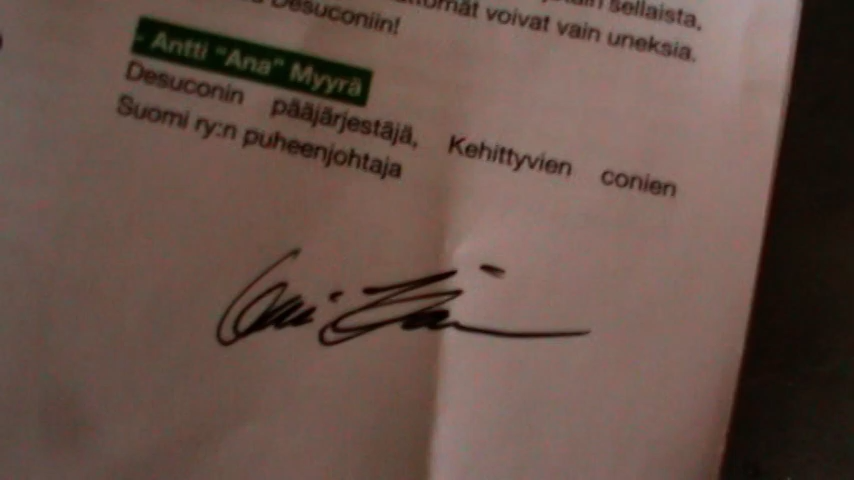 sellaista,
voivat vain uneksia.
Desuconiin!
- Antti "Ana" Myyrä
Desuconin pääjärjestäjä, Kehittyvien conien
Suomi ry:n puheenjohtaja